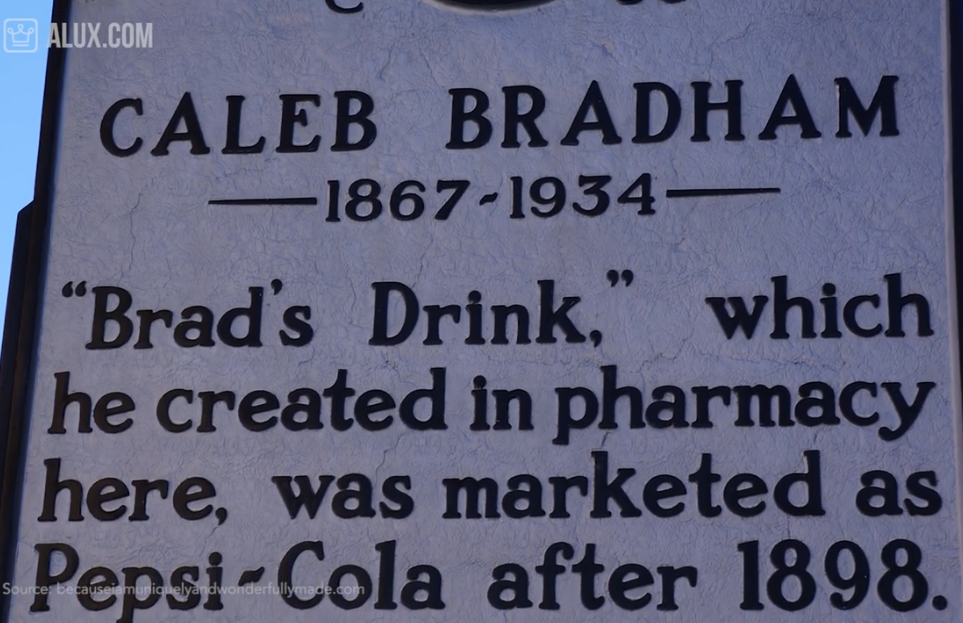 ALUX.COM
CALEB BRADHAM
1867-1934
"Brad's Drink," which
he created in pharmacy
here, was marketed as
Pepsi-Cola after 1898.
Source: becauseiamuniquelyandwonderfullymade.com